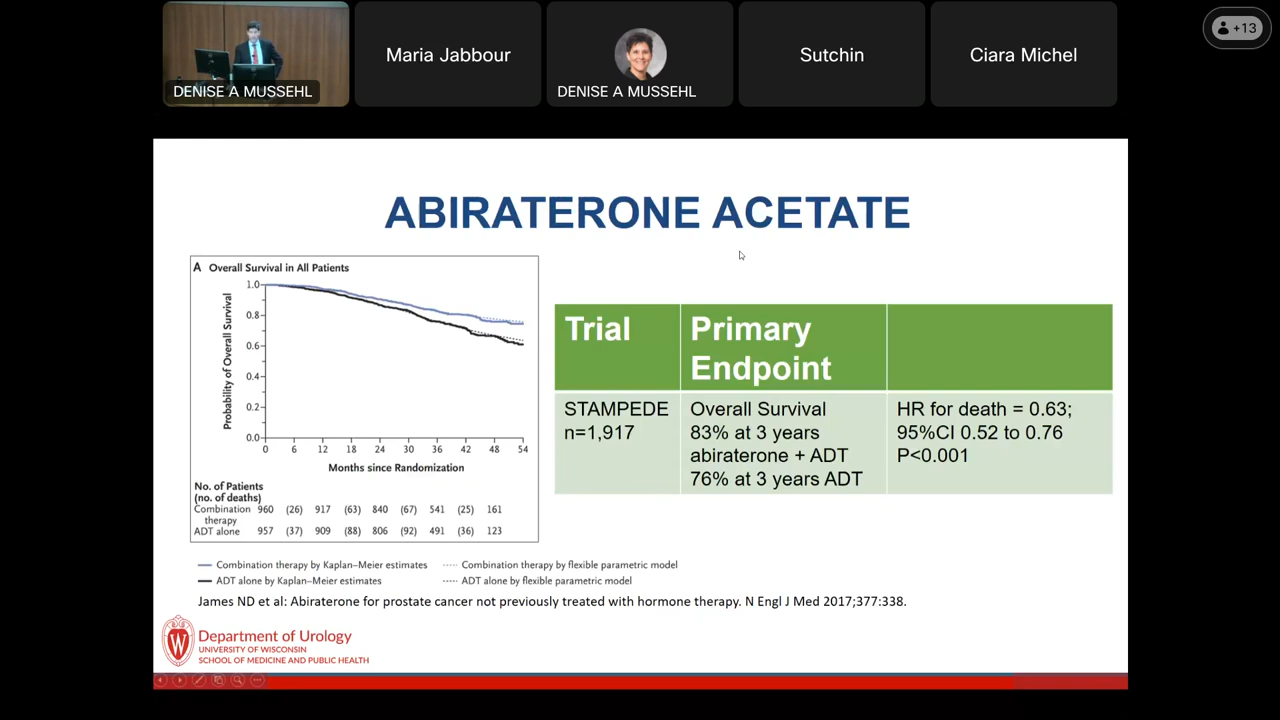 +13
DENISE A MUSSEHL
Maria Jabbour
DENISE A MUSSEHL
Sutchin
Ciara Michel
ABIRATERONE ACETATE
A Overall Survival in All Patients
Probability of Overall Survival
1.0
0.8
0.6
0.4
0.2
0.0
0 6 12 18 24 30 36 42 48 54
Months since Randomization
No. of Patients
(no. of deaths)
Combination therapy 960 (26) 917 (63) 840 (67) 541 (25) 161
ADT alone 957 (37) 909 (88) 806 (92) 491 (36) 123
Trial
Primary
Endpoint
STAMPEDE
n=1,917
Overall Survival
83% at 3 years
abiraterone + ADT
76% at 3 years ADT
HR for death = 0.63;
95%CI 0.52 to 0.76
P<0.001
Combination therapy by Kaplan–Meier estimates
Combination therapy by flexible parametric model
ADT alone by Kaplan–Meier estimates
ADT alone by flexible parametric model
James ND et al: Abiraterone for prostate cancer not previously treated with hormone therapy. N Engl J Med 2017;377:338.
W
Department of Urology
UNIVERSITY OF WISCONSIN
SCHOOL OF MEDICINE AND PUBLIC HEALTH